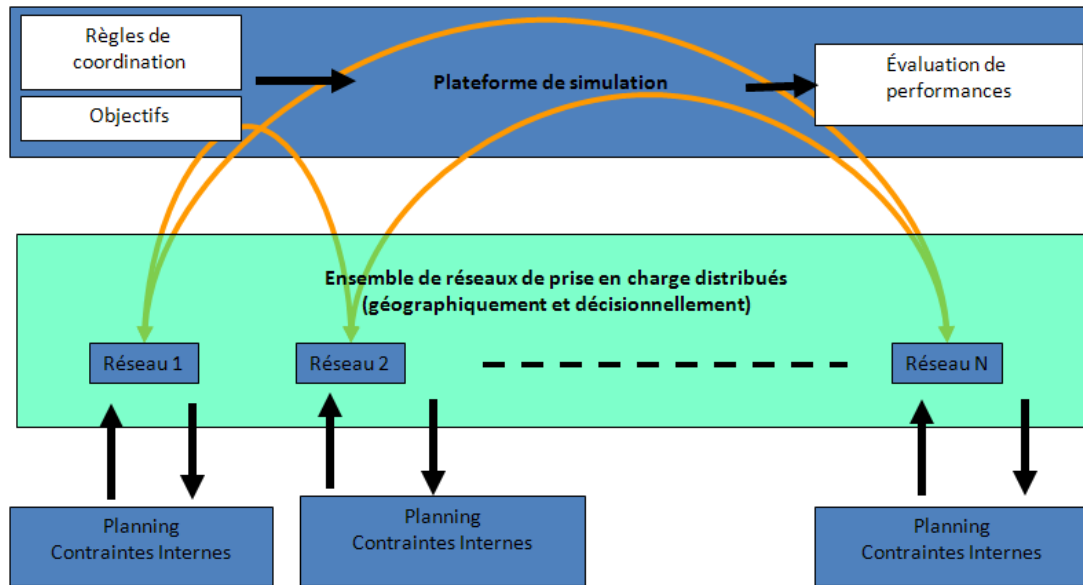 Règles de
coordination
Objectifs
Plateforme de simulation
Évaluation de
performances
Ensemble de réseaux de prise en charge distribués
(géographiquement et décisionnellement)
Réseau 1
Réseau 2
Réseau N
Planning
Contraintes Internes
Planning
Contraintes Internes
Planning
Contraintes Internes